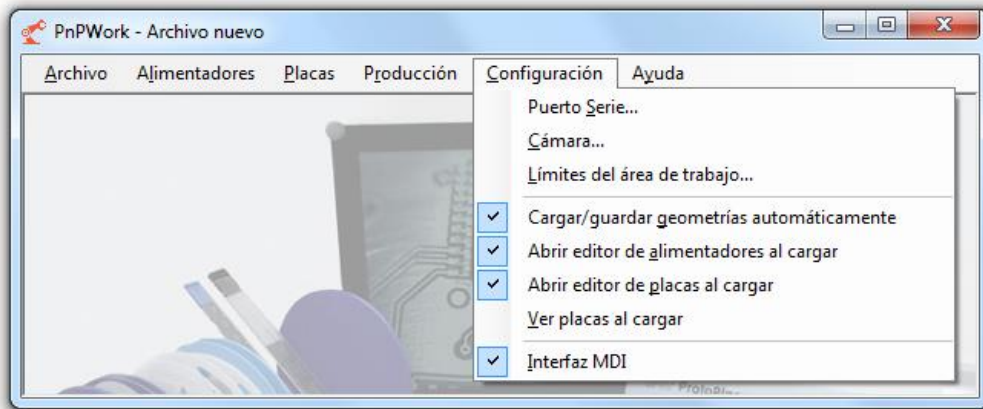 PnPWork - Archivo nuevo
Archivo Alimentadores Placas Producción Configuración Ayuda
Puerto Serie...
Cámara...
Límites del área de trabajo...
Cargar/guardar geometrías automáticamente
Abrir editor de alimentadores al cargar
Abrir editor de placas al cargar
Ver placas al cargar
Interfaz MDI